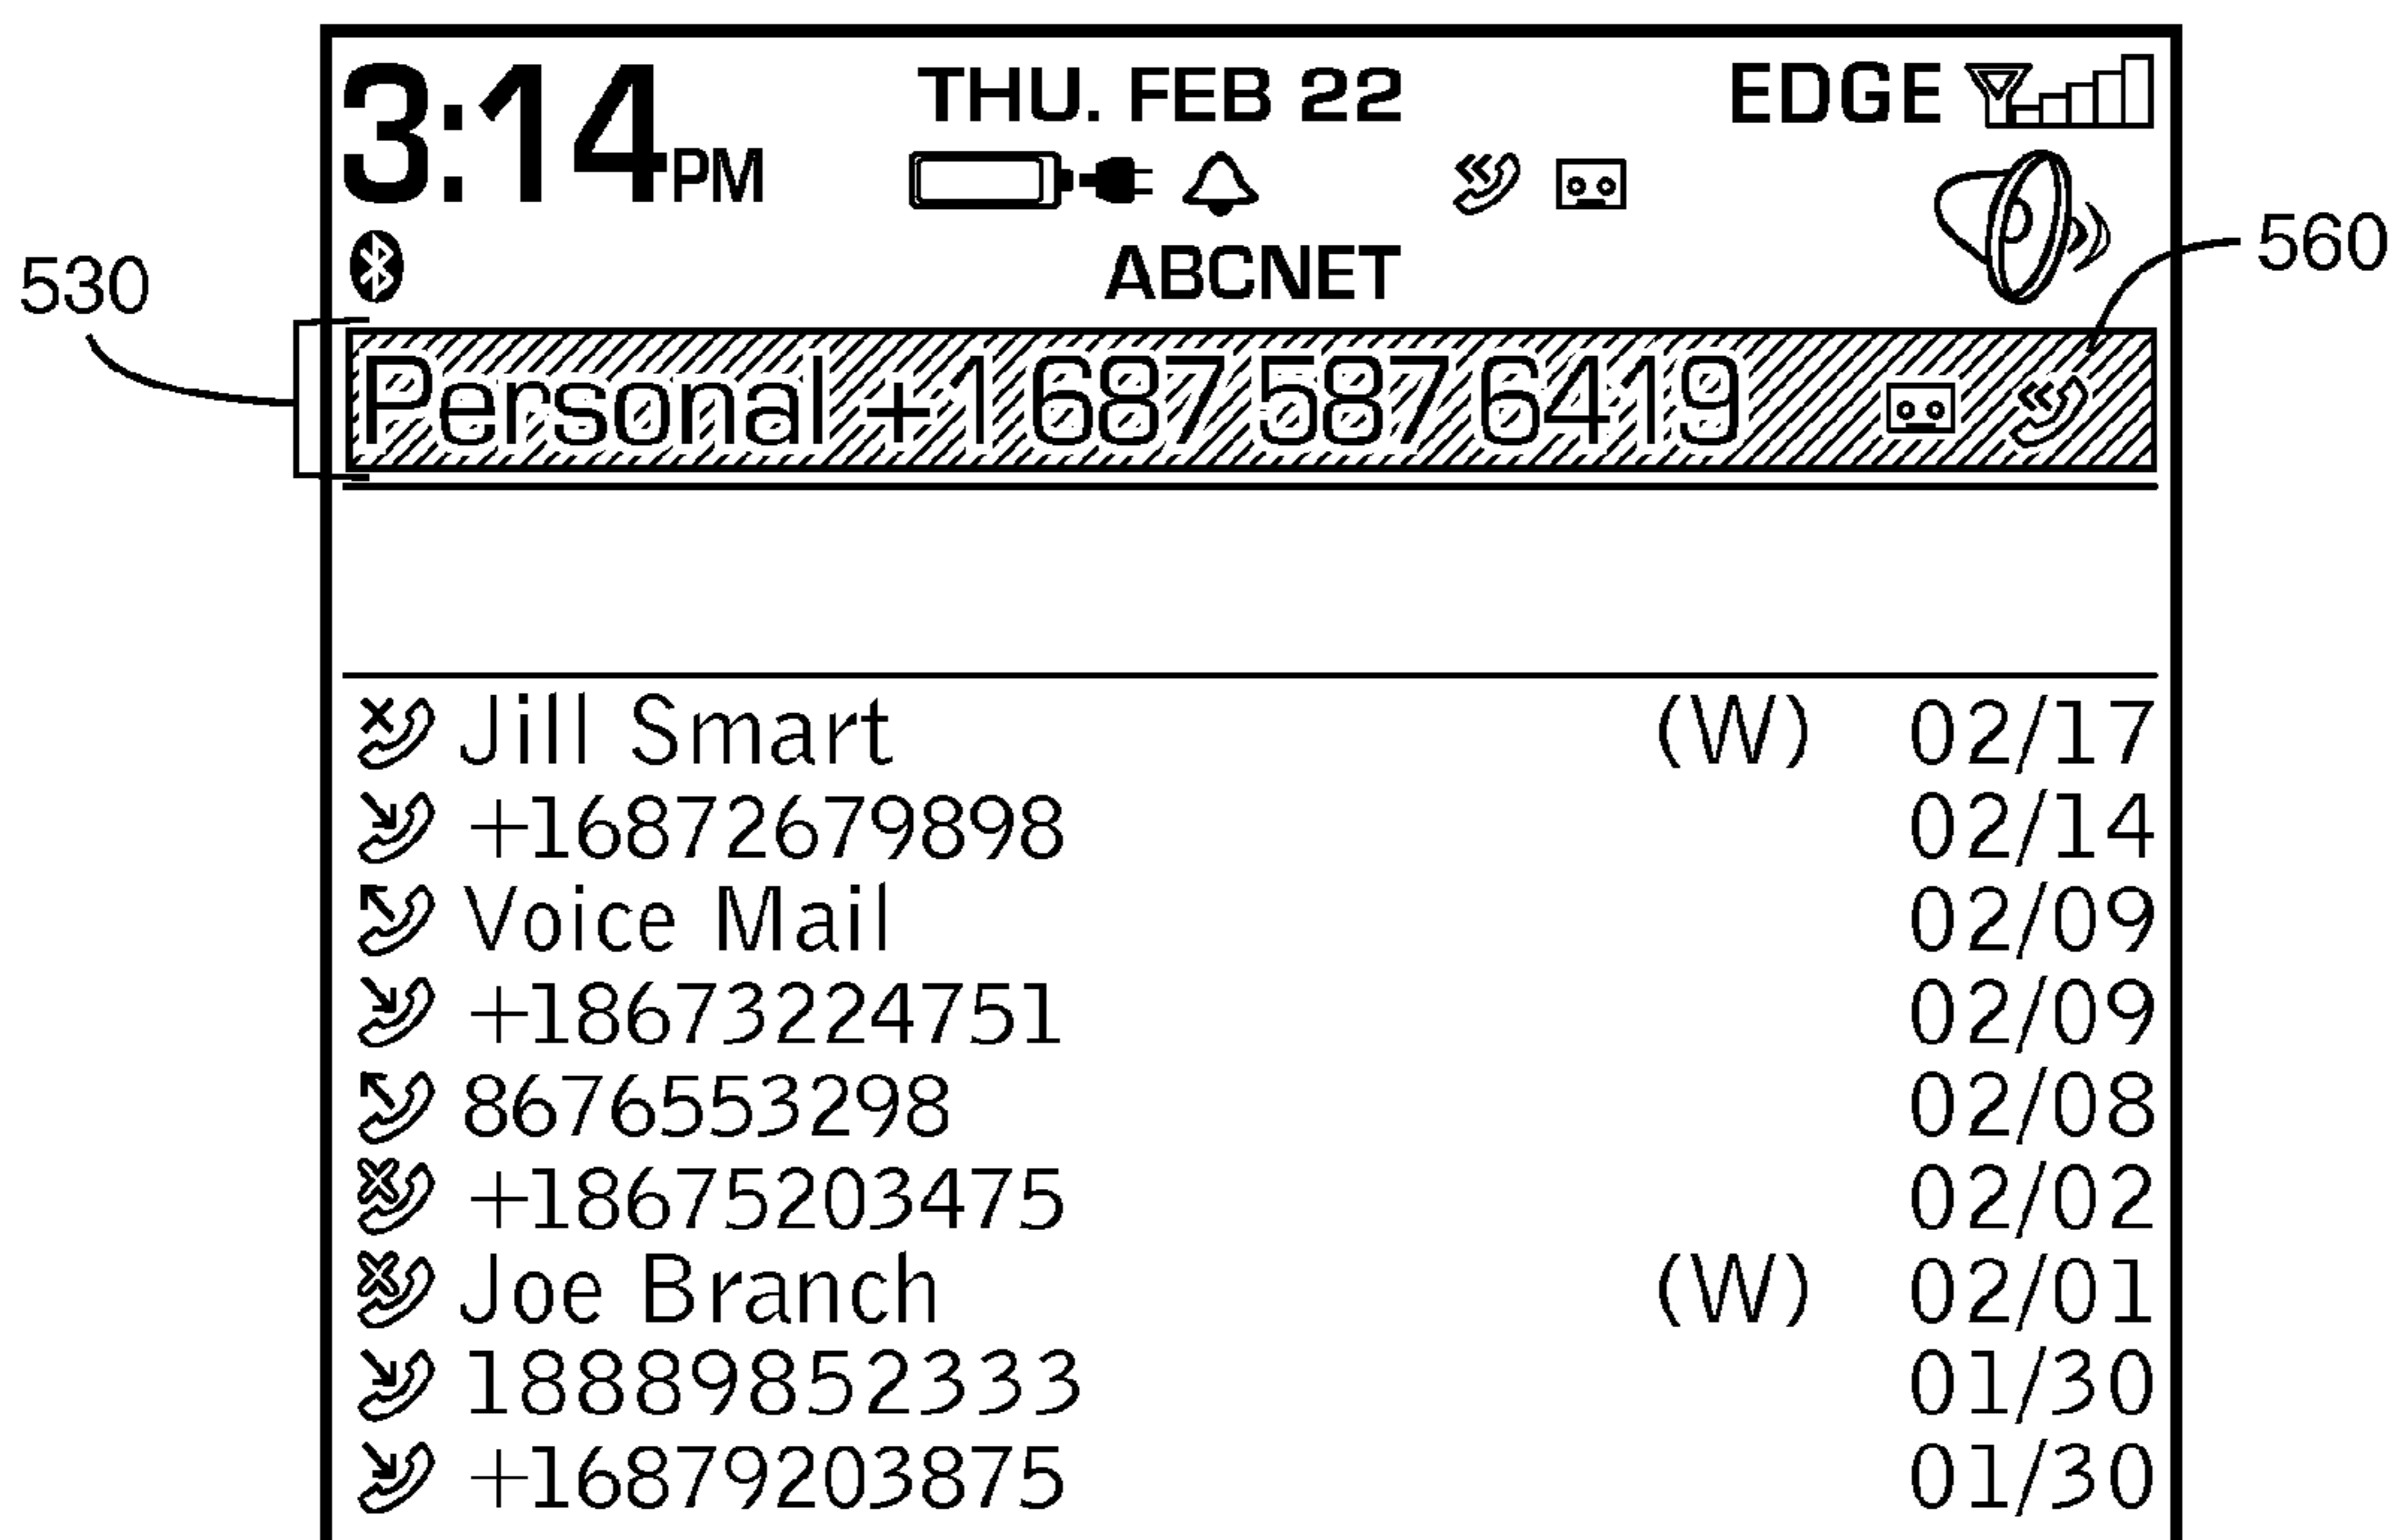 3:14PM THU. FEB 22 EDGE
ABCNET
530
560
Personal +1 687 587 6419
Jill Smart (W) 02/17
+16872679898 02/14
Voice Mail 02/09
+18673224751 02/09
8676553298 02/08
+18675203475 02/02
Joe Branch (W) 02/01
18889852333 01/30
+16879203875 01/30